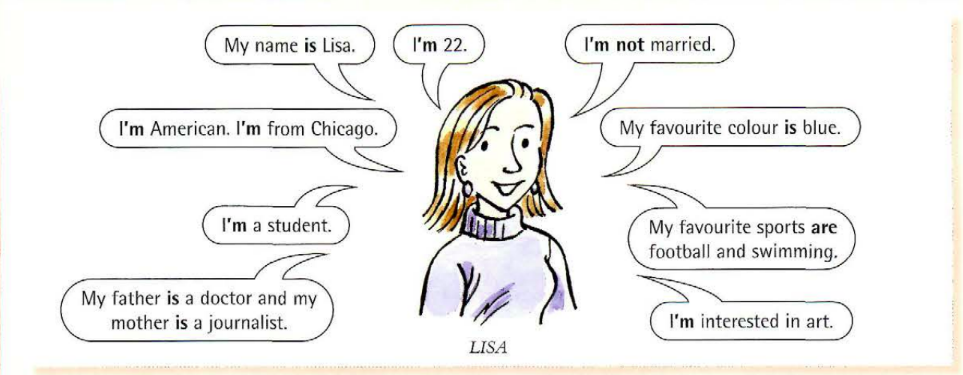 My name is Lisa.
I'm 22.
I'm not married.
I'm American. I'm from Chicago.
My favourite colour is blue.
I'm a student.
My favourite sports are
football and swimming.
My father is a doctor and my
mother is a journalist.
I'm interested in art.
LISA